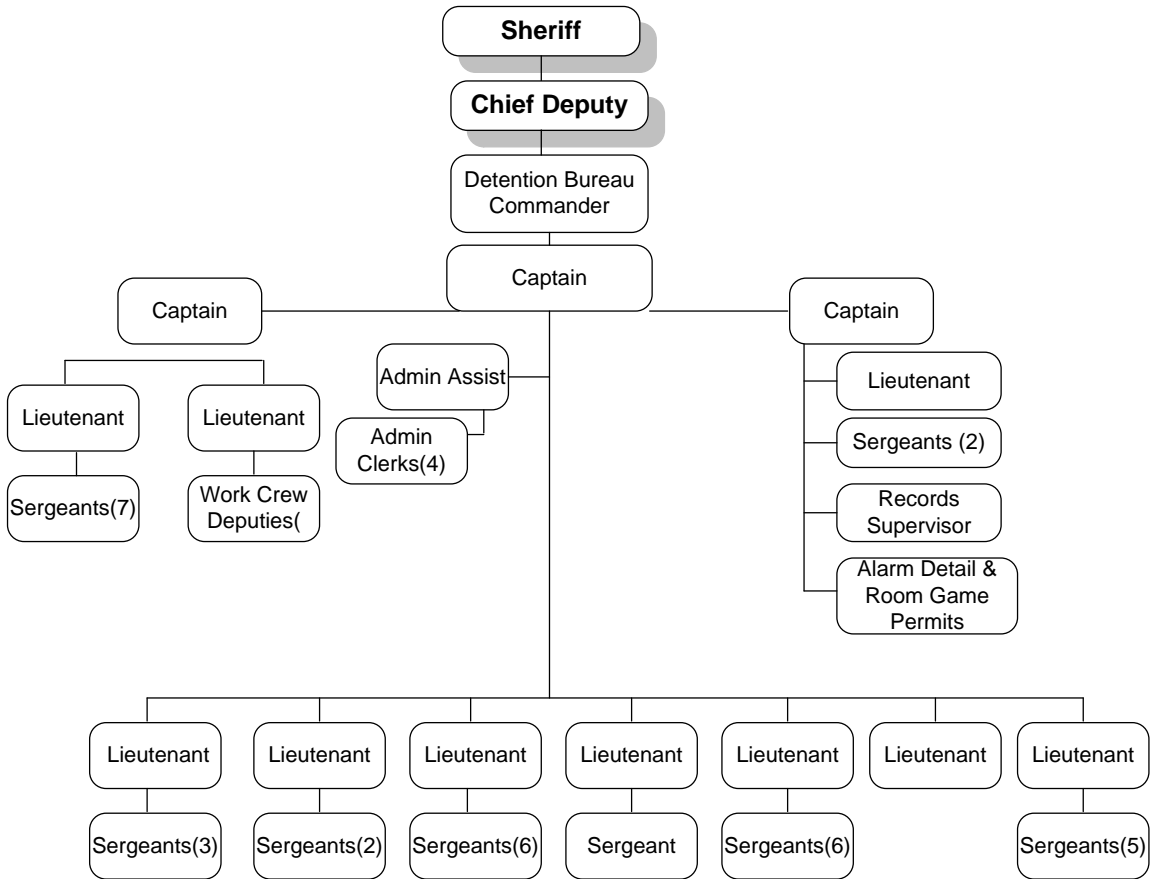 Sheriff
Chief Deputy
Detention Bureau
Commander
Captain
Captain
Captain
Admin Assist
Admin
Clerks(4)
Lieutenant
Lieutenant
Sergeants(7)
Work Crew
Deputies(
Lieutenant
Sergeants (2)
Records
Supervisor
Alarm Detail &
Room Game
Permits
Lieutenant
Lieutenant
Lieutenant
Lieutenant
Lieutenant
Lieutenant
Lieutenant
Sergeants(3)
Sergeants(2)
Sergeants(6)
Sergeant
Sergeants(6)
Sergeants(5)